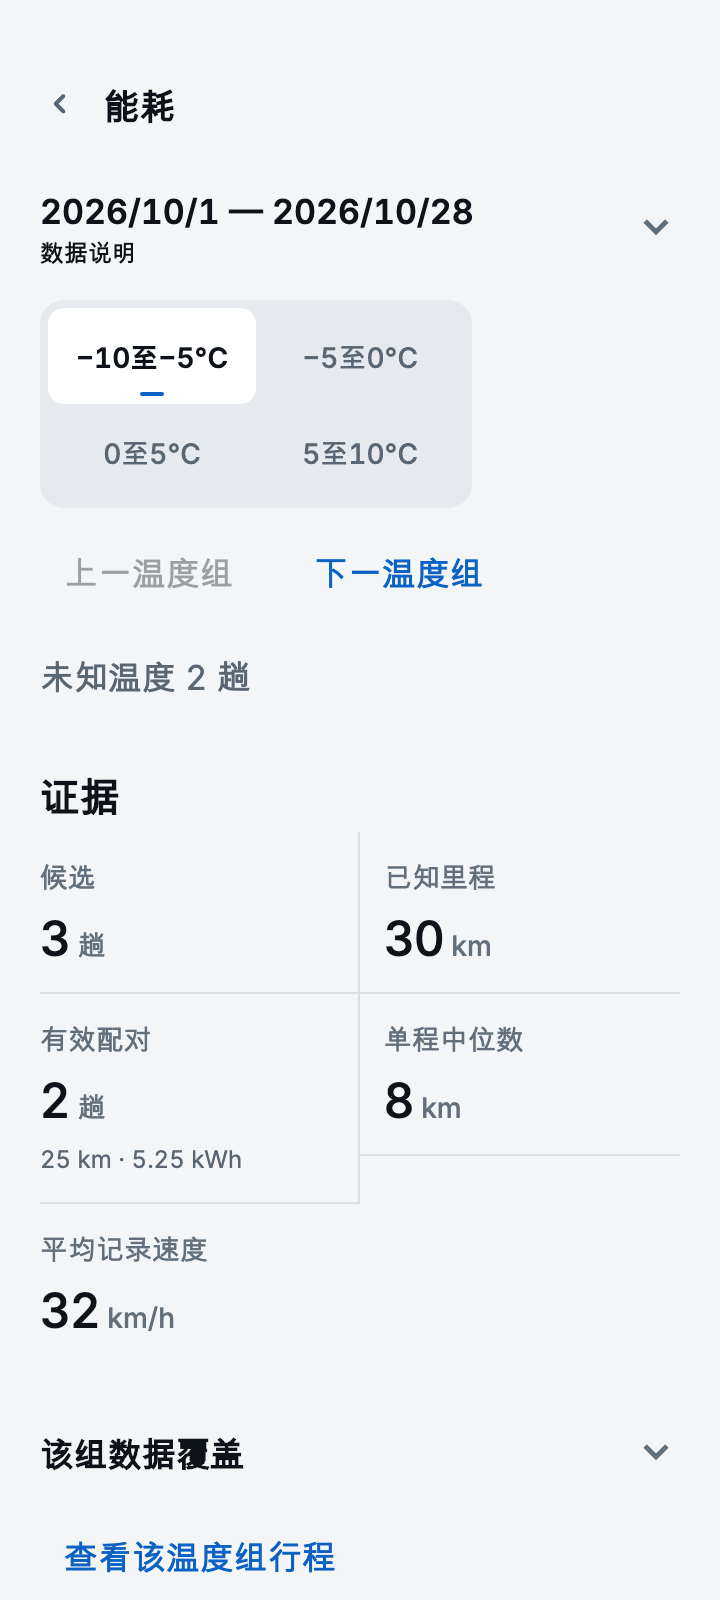 能耗
2026/10/1 — 2026/10/28
数据说明
−10至−5°C
−5至0°C
0至5°C
5至10°C
上一温度组
下一温度组
未知温度 2 趟
证据
候选
3 趟
已知里程
30 km
有效配对
2 趟
25 km · 5.25 kWh
单程中位数
8 km
平均记录速度
32 km/h
该组数据覆盖
查看该温度组行程